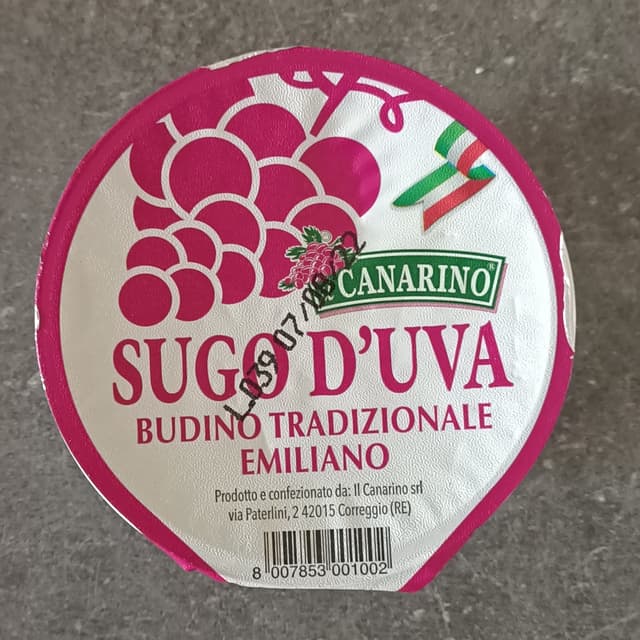 CANARINO®
SUGO D'UVA
L.039 07/06/22
BUDINO TRADIZIONALE
EMILIANO
Prodotto e confezionato da: Il Canarino srl
via Paterlini, 2 42015 Correggio (RE)
8 007853 001002